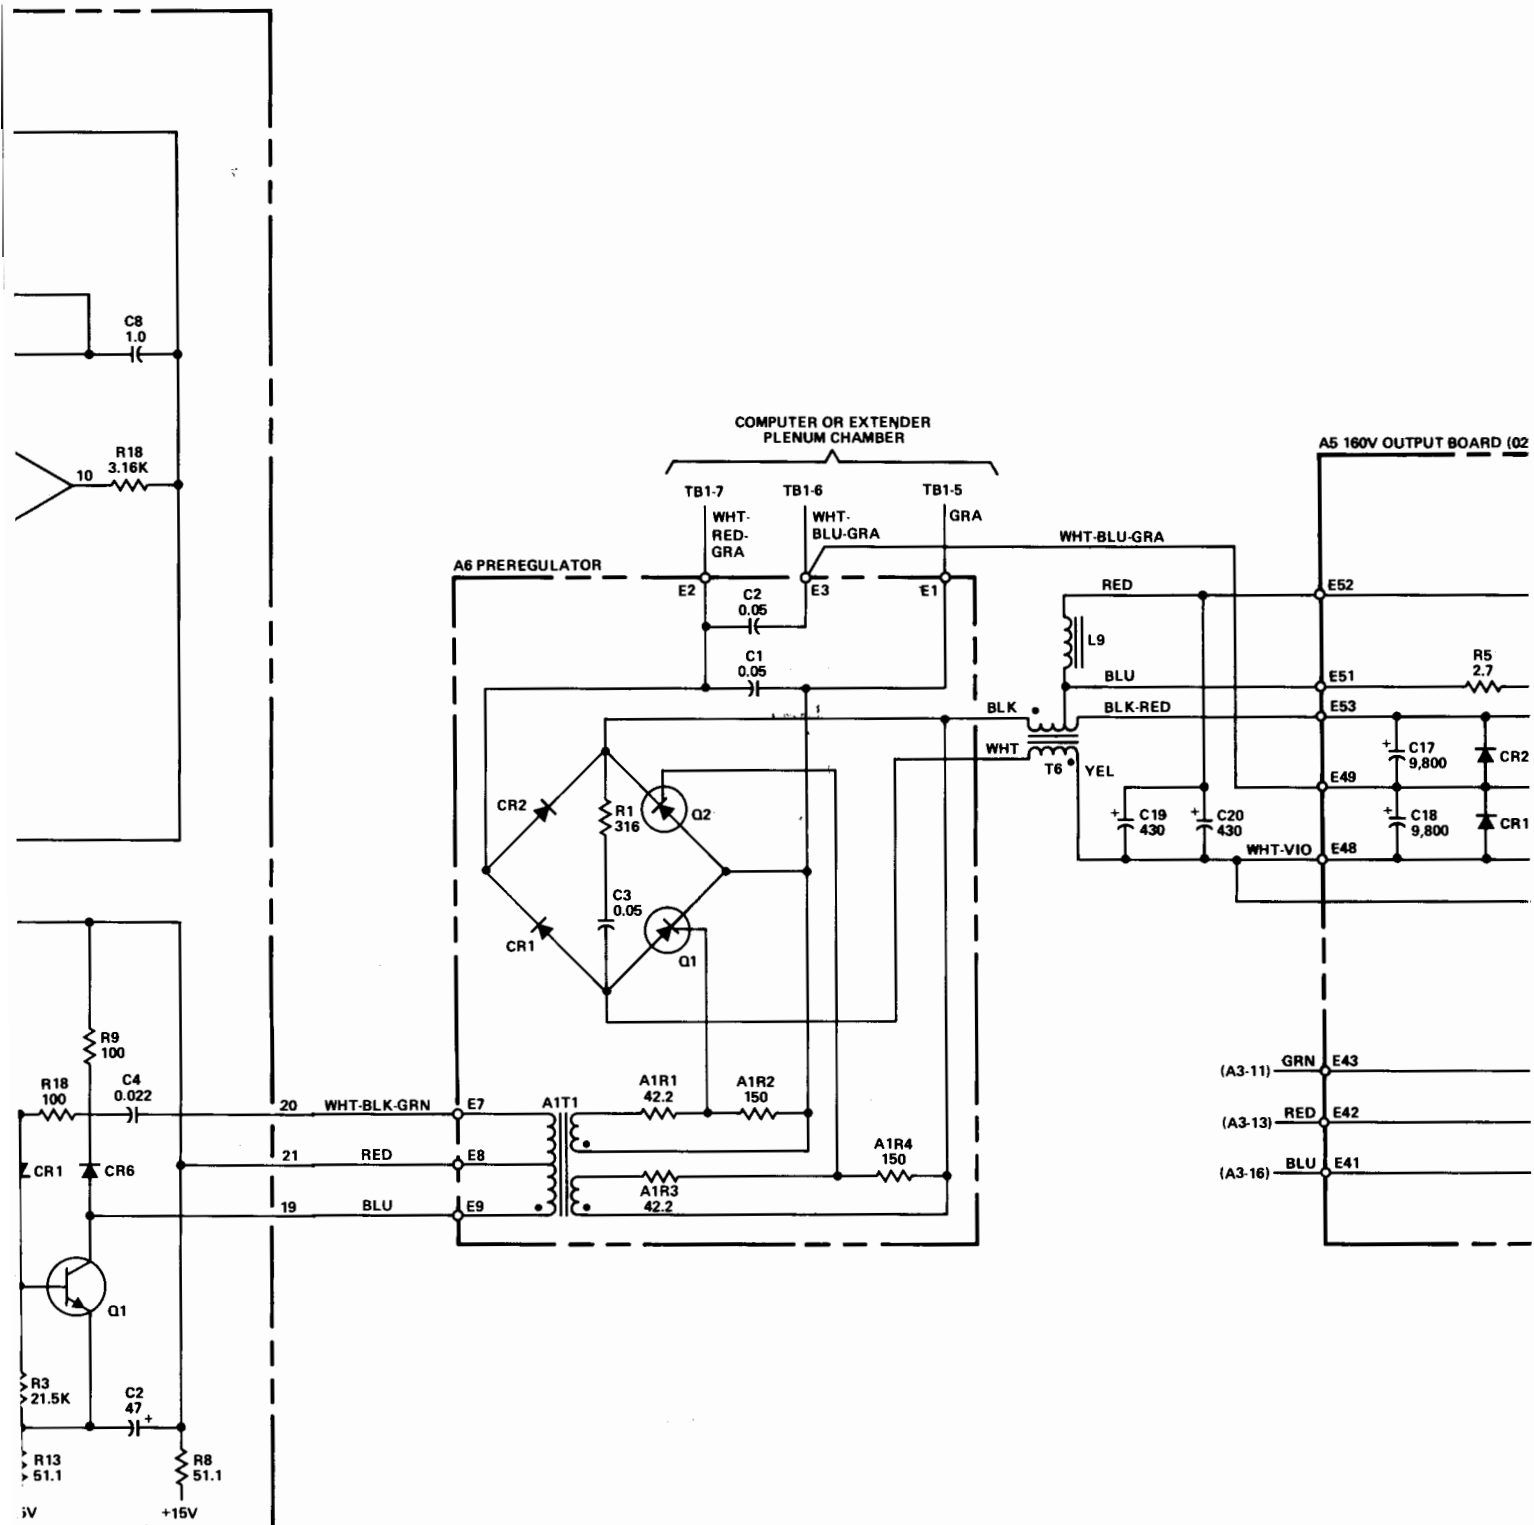 C8
1.0
R18
3.16K
10
COMPUTER OR EXTENDER
PLENUM CHAMBER
TB1-7
TB1-6
TB1-5
WHT-
RED-
GRA
WHT-
BLU-GRA
GRA
WHT-BLU-GRA
A5 160V OUTPUT BOARD (02
A6 PREREGULATOR
E2
E3
E1
C2
0.05
C1
0.05
RED
E52
L9
BLU
E51
R5
2.7
BLK
BLK-RED
E53
WHT
T6
YEL
+
C17
9,800
CR2
E49
CR2
R1
316
Q2
+
C19
430
+
C20
430
+
C18
9,800
CR1
WHT-VIO
E48
C3
0.05
CR1
Q1
R9
100
R18
100
C4
0.022
20
WHT-BLK-GRN
E7
A1T1
A1R1
42.2
A1R2
150
(A3-11)
GRN
E43
(A3-13)
RED
E42
(A3-16)
BLU
E41
CR1
CR6
21
RED
E8
A1R4
150
A1R3
42.2
19
BLU
E9
Q1
R3
21.5K
C2
47
+
R13
51.1
R8
51.1
5V
+15V